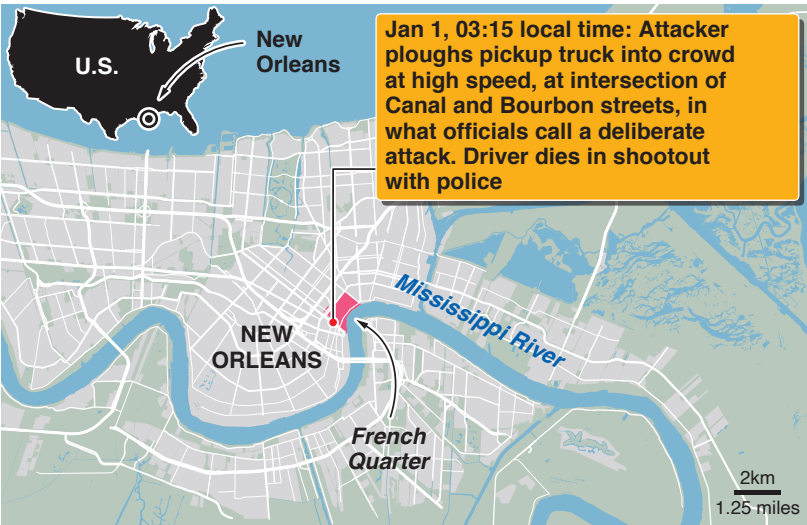 U.S.
New
Orleans
Jan 1, 03:15 local time: Attacker
ploughs pickup truck into crowd
at high speed, at intersection of
Canal and Bourbon streets, in
what officials call a deliberate
attack. Driver dies in shootout
with police
Mississippi River
NEW
ORLEANS
French
Quarter
2km
1.25 miles